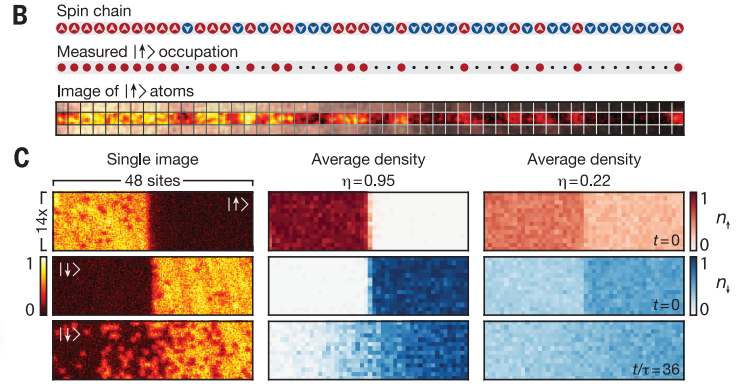 B
Spin chain
Measured |↑⟩ occupation
Image of |↑⟩ atoms
C
Single image
Average density
Average density
48 sites
η=0.95
η=0.22
14x
|↑⟩
t=0
1
0
n↑
1
0
|↓⟩
t=0
1
0
n↓
|↓⟩
t/τ=36